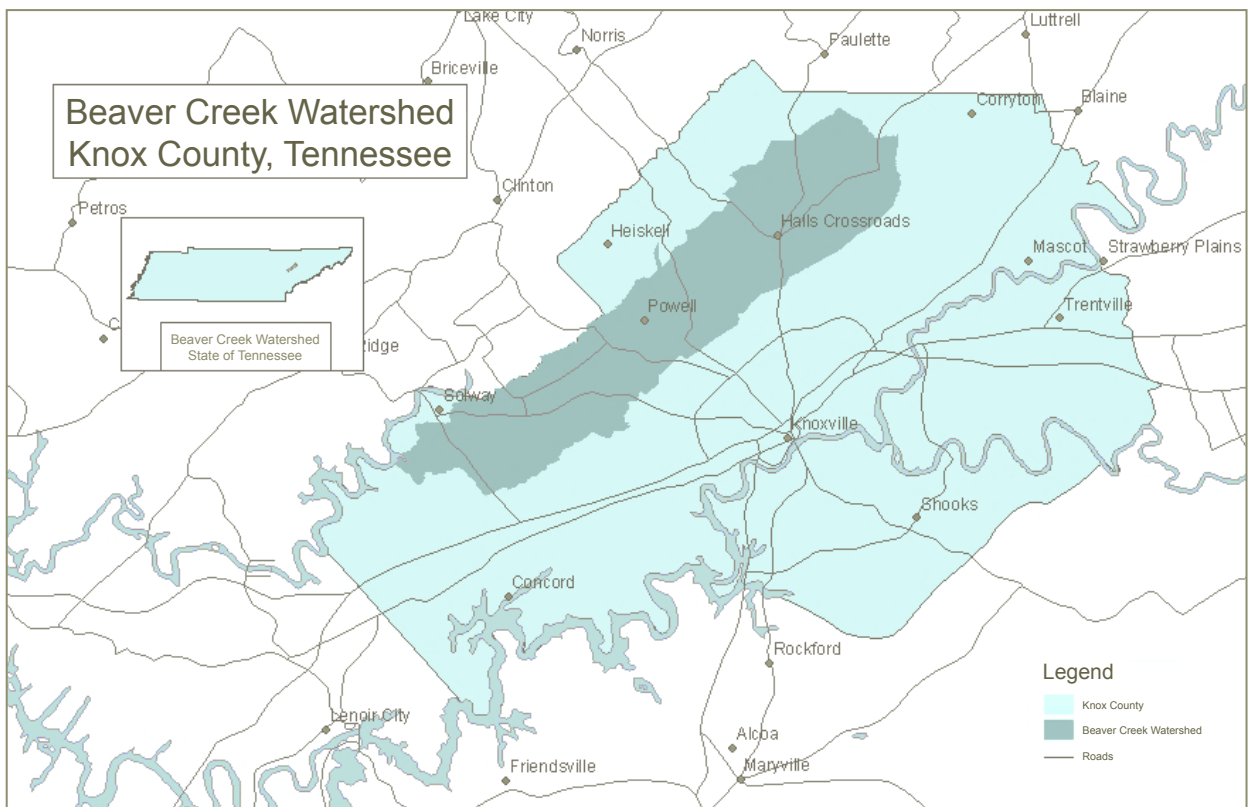 Lake City
Norris
Paulette
Luttrell
Briceville
Beaver Creek Watershed
Knox County, Tennessee
Corryton
Blaine
Clinton
Petros
Heiskell
Halls Crossroads
Mascot
Strawberry Plains
Powell
Trentville
Beaver Creek Watershed
State of Tennessee
Ridge
Solway
Knoxville
Shooks
Concord
Rockford
Legend
Knox County
Beaver Creek Watershed
Roads
Lenoir City
Alcoa
Friendsville
Maryville